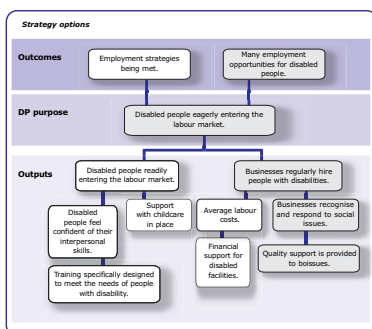 Strategy options
Outcomes
Employment strategies
being met.
Many employment
opportunities for disabled
people.
DP purpose
Disabled people eagerly entering the
labour market.
Outputs
Disabled people readily
entering the labour market.
Businesses regularly hire
people with disabilities.
Disabled
people feel
confident of their
interpersonal
skills.
Support
with childcare
in place
Average labour
costs.
Businesses recognise
and respond to social
issues.
Training specifically designed
to meet the needs of people
with disability.
Financial
support for
disabled
facilities.
Quality support is provided
to boissues.